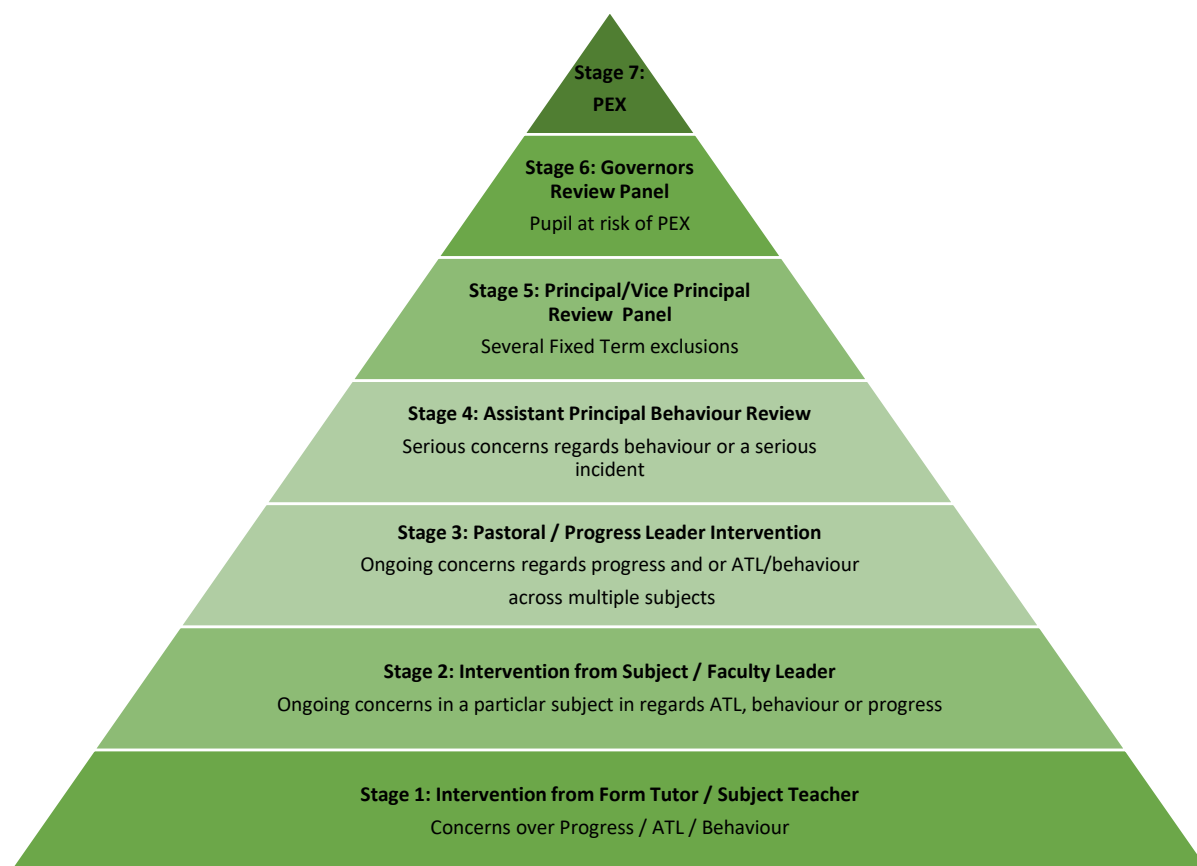 Stage 7:
PEX
Stage 6: Governors
Review Panel
Pupil at risk of PEX
Stage 5: Principal/Vice Principal
Review Panel
Several Fixed Term exclusions
Stage 4: Assistant Principal Behaviour Review
Serious concerns regards behaviour or a serious
incident
Stage 3: Pastoral / Progress Leader Intervention
Ongoing concerns regards progress and or ATL/behaviour
across multiple subjects
Stage 2: Intervention from Subject / Faculty Leader
Ongoing concerns in a particlar subject in regards ATL, behaviour or progress
Stage 1: Intervention from Form Tutor / Subject Teacher
Concerns over Progress / ATL / Behaviour